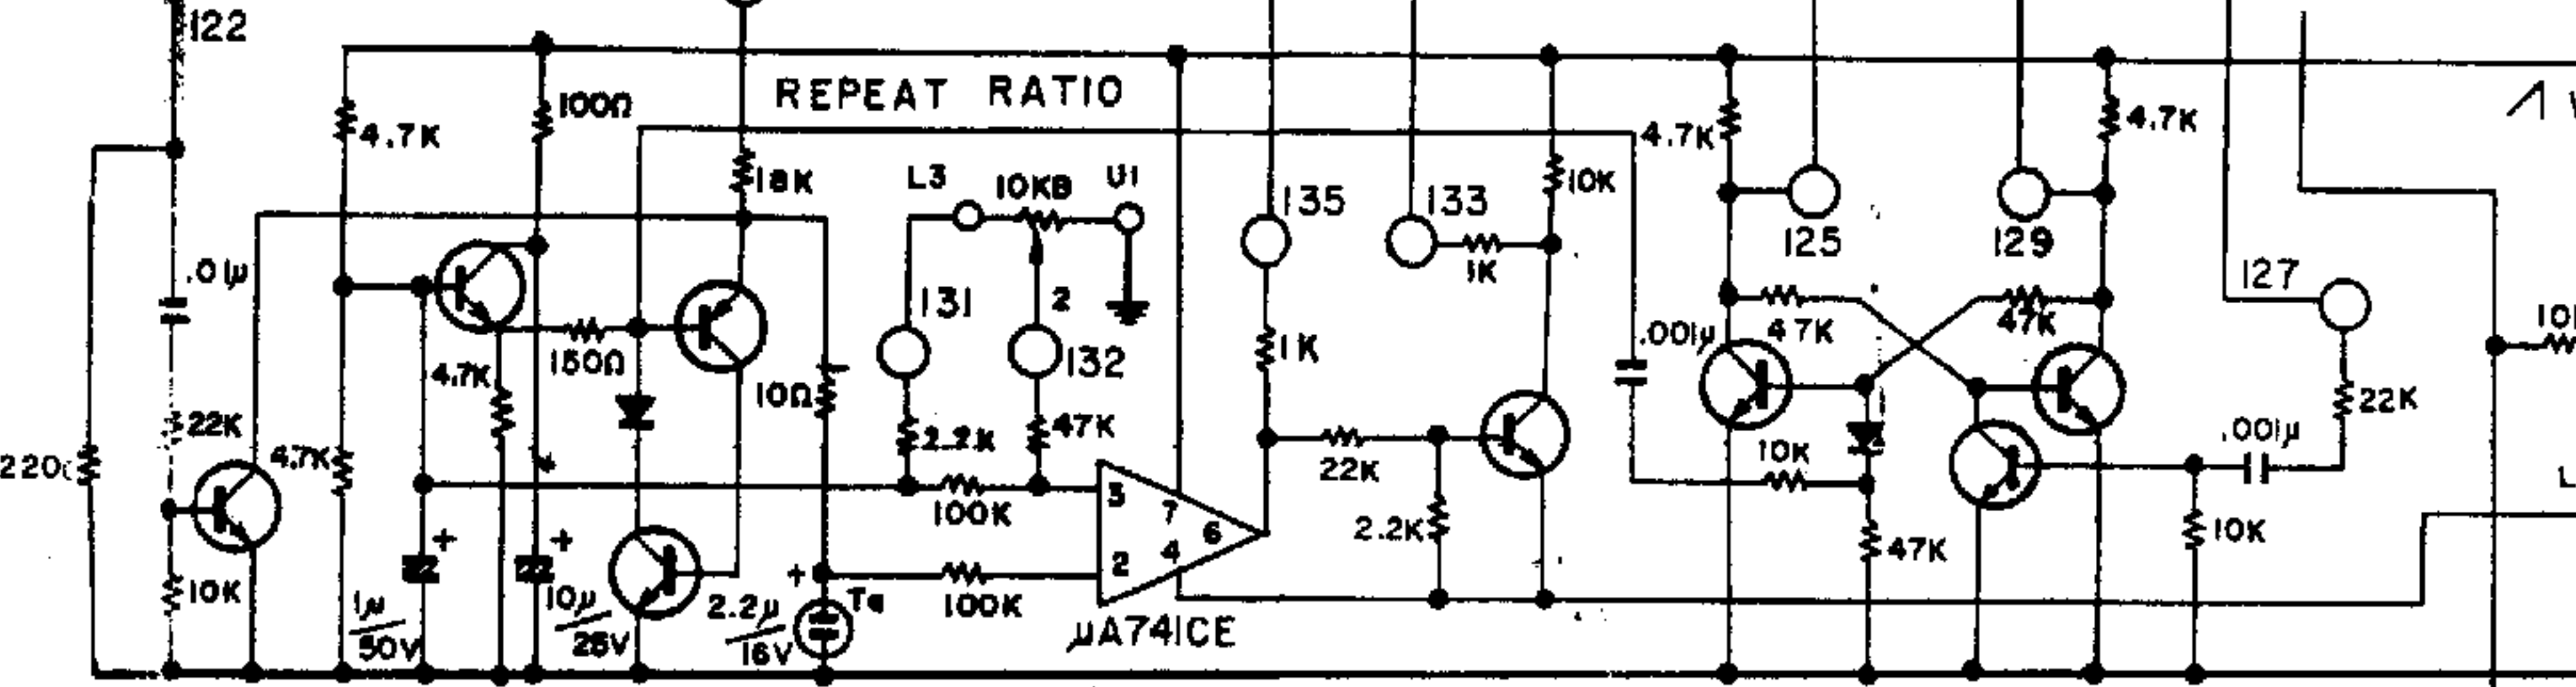 122
4.7K
100Ω
REPEAT RATIO
18K
L3
10KB
U1
135
133
10K
1K
4.7K
125
129
4.7K
127
.01μ
131
2
132
150Ω
4.7K
10Ω
1K
.001μ
47K
47K
22K
22K
4.7K
2.2K
47K
100K
22K
2.2K
10K
.001μ
220
10K
1μ/50V
+
+
10μ/25V
2.2μ/16V
+
Ta
100K
3
7
6
4
2
μA741CE
47K
10K